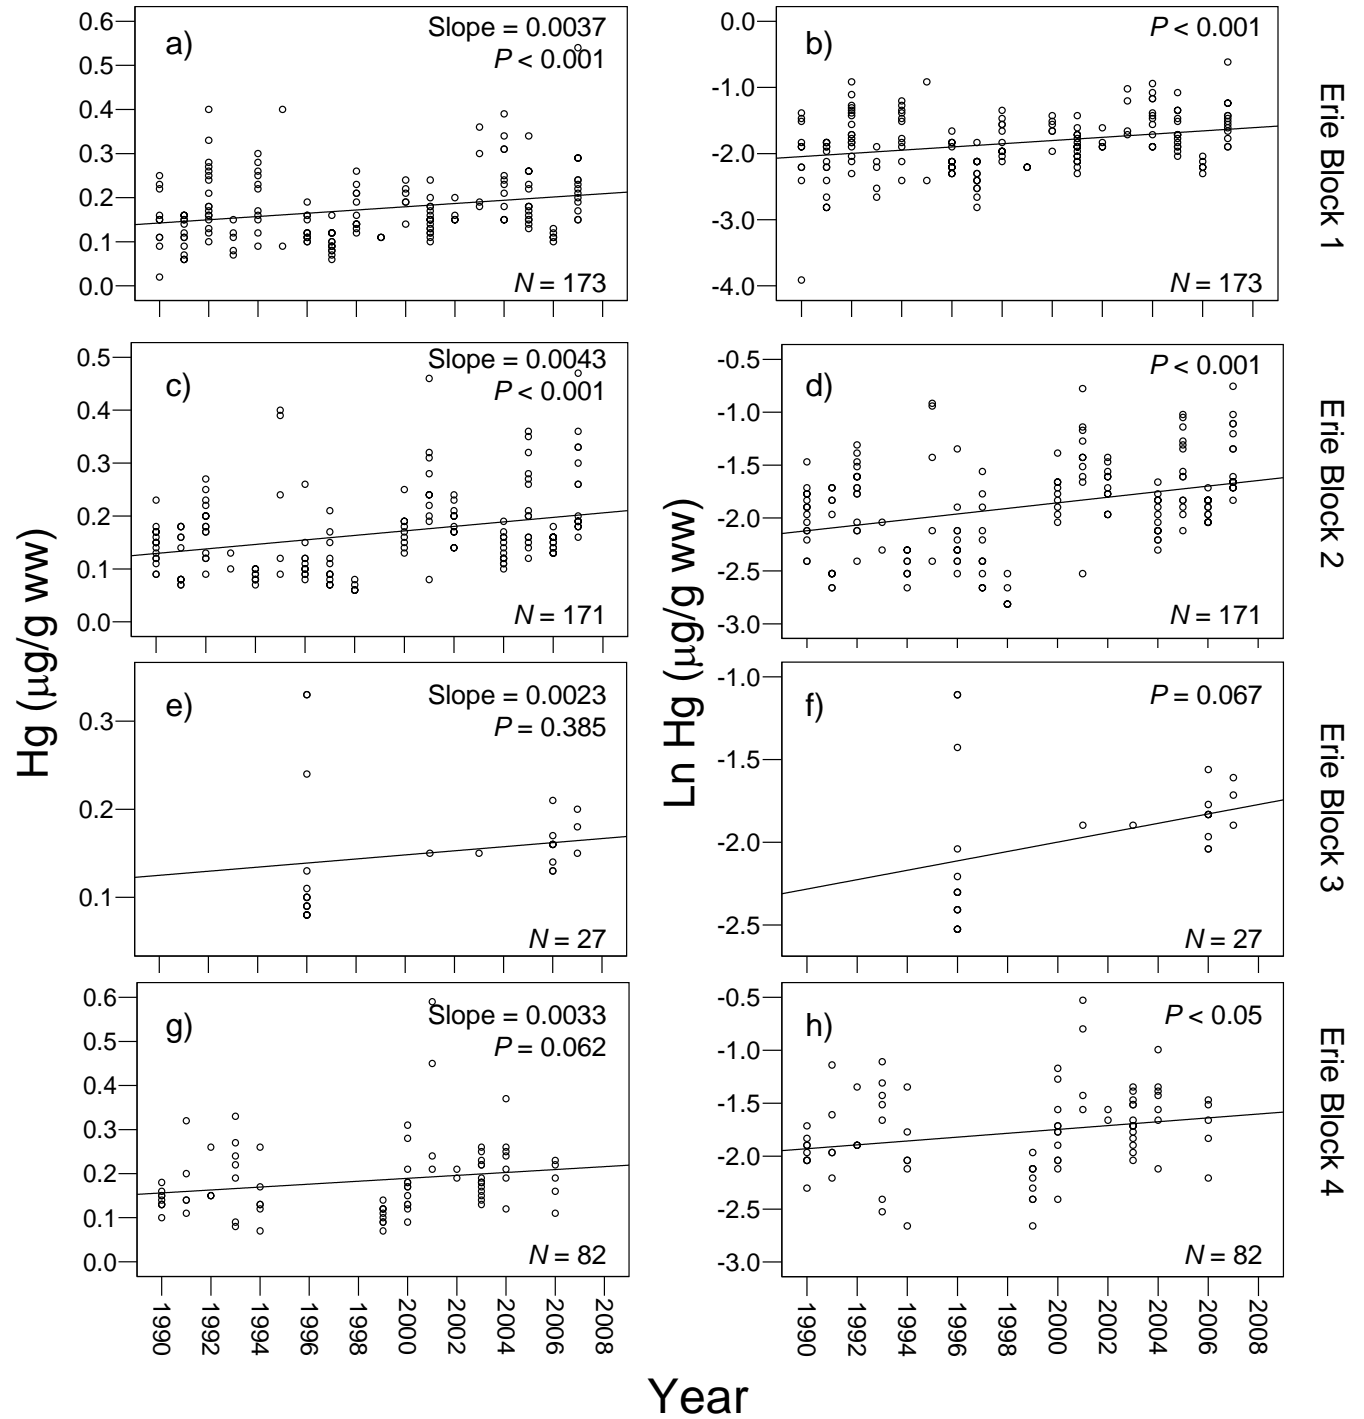 a)
Slope = 0.0037
P < 0.001
0.6
0.5
0.4
0.3
0.2
0.1
0.0
N = 173
b)
P < 0.001
0.0
-1.0
-2.0
-3.0
-4.0
N = 173
Erie Block 1
c)
Slope = 0.0043
P < 0.001
0.5
0.4
0.3
0.2
0.1
0.0
N = 171
d)
P < 0.001
-0.5
-1.0
-1.5
-2.0
-2.5
-3.0
N = 171
Erie Block 2
Hg (µg/g ww)
Ln Hg (µg/g ww)
e)
Slope = 0.0023
P = 0.385
0.3
0.2
0.1
N = 27
f)
P = 0.067
-1.0
-1.5
-2.0
-2.5
N = 27
Erie Block 3
g)
Slope = 0.0033
P = 0.062
0.6
0.5
0.4
0.3
0.2
0.1
0.0
N = 82
h)
P < 0.05
-0.5
-1.0
-1.5
-2.0
-2.5
-3.0
N = 82
Erie Block 4
1990 1992 1994 1996 1998 2000 2002 2004 2006 2008
1990 1992 1994 1996 1998 2000 2002 2004 2006 2008
Year